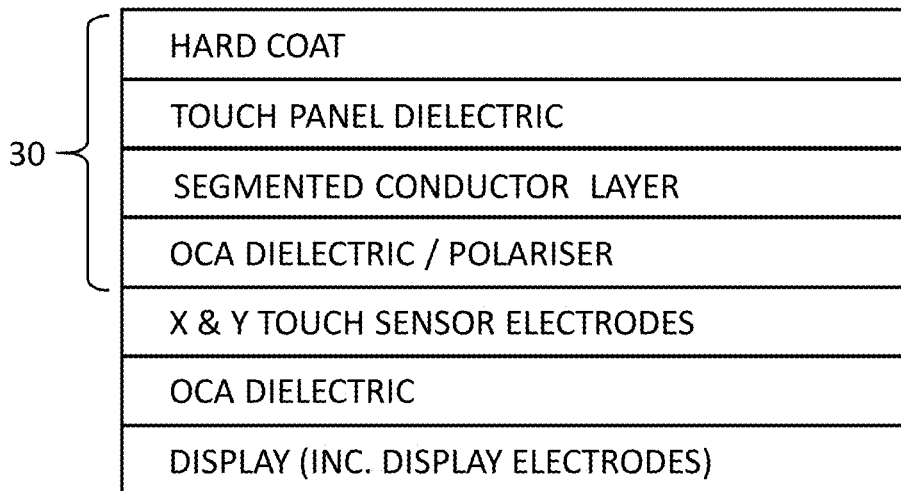 HARD COAT
TOUCH PANEL DIELECTRIC
30
SEGMENTED CONDUCTOR LAYER
OCA DIELECTRIC / POLARISER
X & Y TOUCH SENSOR ELECTRODES
OCA DIELECTRIC
DISPLAY (INC. DISPLAY ELECTRODES)